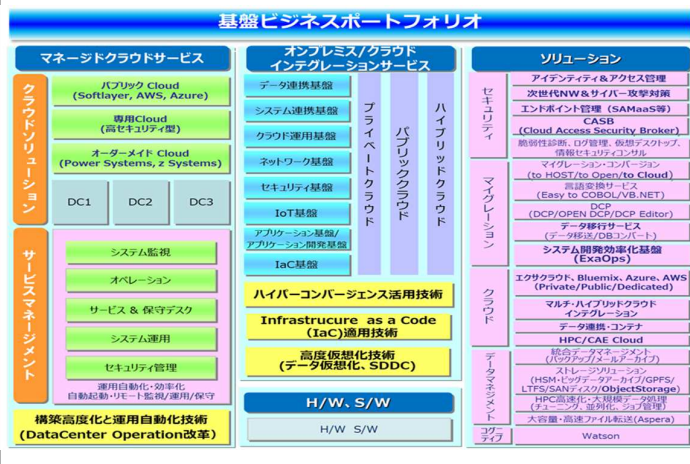 基盤ビジネスポートフォリオ
マネージドクラウドサービス
クラウドソリューション
パブリック Cloud
(Softlayer, AWS, Azure)
専用Cloud
(高セキュリティ型)
オーダーメイド Cloud
(Power Systems, z Systems)
DC1
DC2
DC3
サービスマネージメント
システム監視
オペレーション
サービス & 保守デスク
システム運用
セキュリティ管理
運用自動化・効率化
自動起動・リモート監視/運用/保守
構築高度化と運用自動化技術
(DataCenter Operation改革)
オンプレミス/クラウド
インテグレーションサービス
データ連携基盤
システム連携基盤
クラウド運用基盤
ネットワーク基盤
セキュリティ基盤
IoT基盤
アプリケーション基盤/
アプリケーション開発基盤
IaC基盤
プライベートクラウド
パブリッククラウド
ハイブリッドクラウド
ハイパーコンバージェンス活用技術
Infrastrucure as a Code
(IaC)適用技術
高度仮想化技術
(データ仮想化、SDDC)
H/W、S/W
H/W S/W
ソリューション
セキュリティ
アイデンティティ&アクセス管理
次世代NW&サイバー攻撃対策
エンドポイント管理 (SAMaaS等)
CASB
(Cloud Access Security Broker)
脆弱性診断、ログ管理、仮想デスクトップ、
情報セキュリティコンサル
マイグレーション
マイグレーション・コンバージョン
(to HOST/to Open/to Cloud)
言語変換サービス
(Easy to COBOL/VB.NET)
DCP
(DCP/OPEN DCP/DCP Editor)
データ移行サービス
(データ移送/DBコンバート)
システム開発効率化基盤
(ExaOps)
クラウド
エクサクラウド、Bluemix、Azure、AWS
(Private/Public/Dedicated)
マルチ・ハイブリッドクラウド
インテグレーション
データ連携・コンテナ
HPC/CAE Cloud
データマネジメント
統合データマネージメント
(バックアップ/メールアーカイブ)
ストレージソリューション
(HSM・ビッグデータアーカイブ/GPFS/
LTFS/SANディスク/ObjectStorage)
HPC高速化・大規模データ処理
(チューニング、並列化、ジョブ管理)
大容量・高速ファイル転送(Aspera)
コグニティブ
Watson